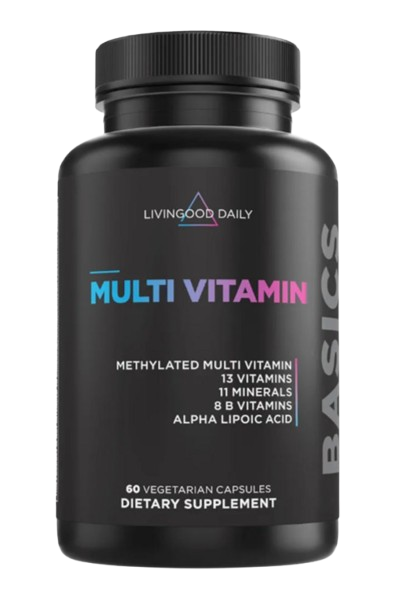 LIVINGOOD DAILY
MULTI VITAMIN
METHYLATED MULTI VITAMIN
13 VITAMINS
11 MINERALS
8 B VITAMINS
ALPHA LIPOIC ACID
60 VEGETARIAN CAPSULES
DIETARY SUPPLEMENT
BASICS